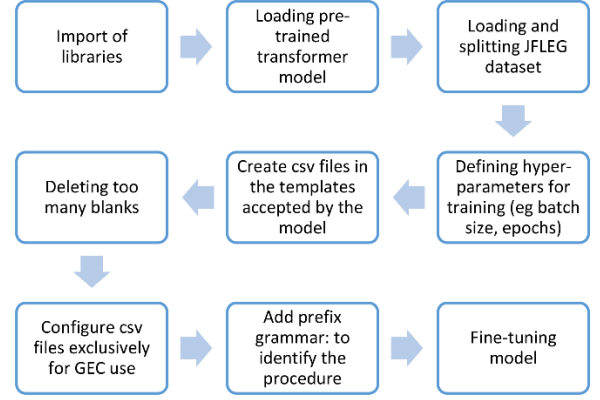 Import of
libraries
Loading pre-
trained
transformer
model
Loading and
splitting JFLEG
dataset
Defining hyper-
parameters for
training (eg batch
size, epochs)
Create csv files in
the templates
accepted by the
model
Deleting too
many blanks
Configure csv
files exclusively
for GEC use
Add prefix
grammar: to
identify the
procedure
Fine-tuning
model